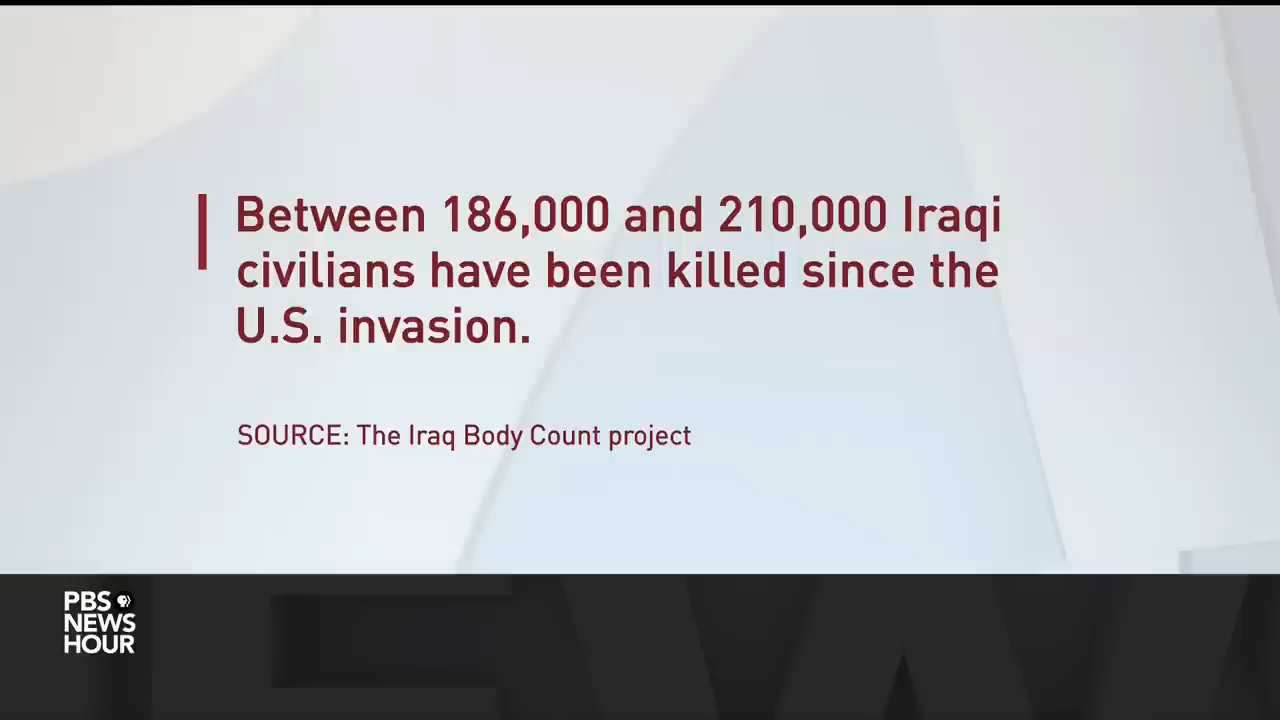 Between 186,000 and 210,000 Iraqi
civilians have been killed since the
U.S. invasion.
SOURCE: The Iraq Body Count project
PBS
NEWS
HOUR